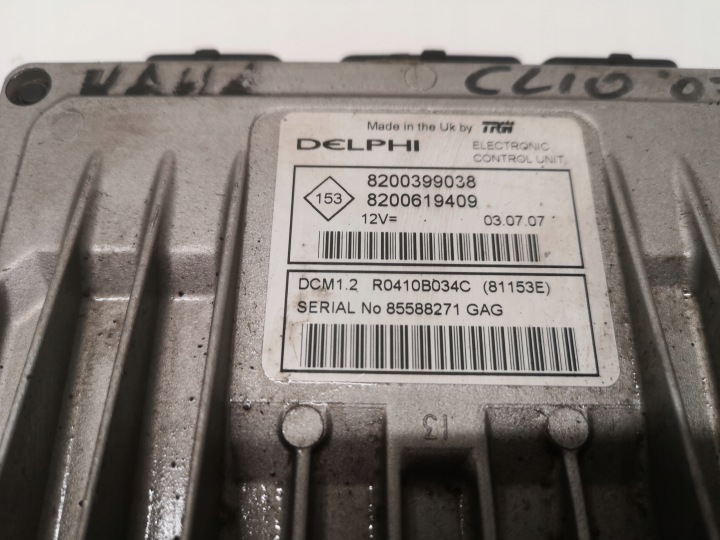 CLIO '07
Made in the Uk by TRW
DELPHI
ELECTRONIC
CONTROL UNIT
153
8200399038
8200619409
12V=
03.07.07
DCM1.2 R0410B034C (81153E)
SERIAL No 85588271 GAG
13